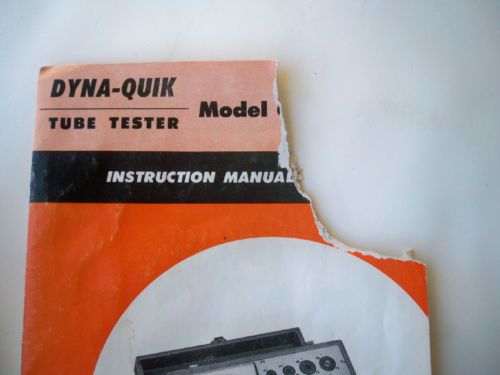 DYNA-QUIK
TUBE TESTER
Model
INSTRUCTION MANUAL